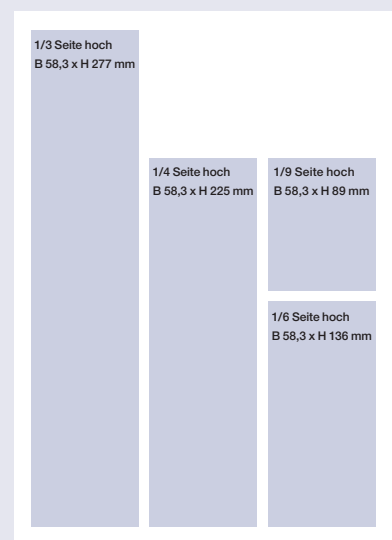 1/3 Seite hoch
B 58,3 x H 277 mm
1/4 Seite hoch
B 58,3 x H 225 mm
1/9 Seite hoch
B 58,3 x H 89 mm
1/6 Seite hoch
B 58,3 x H 136 mm